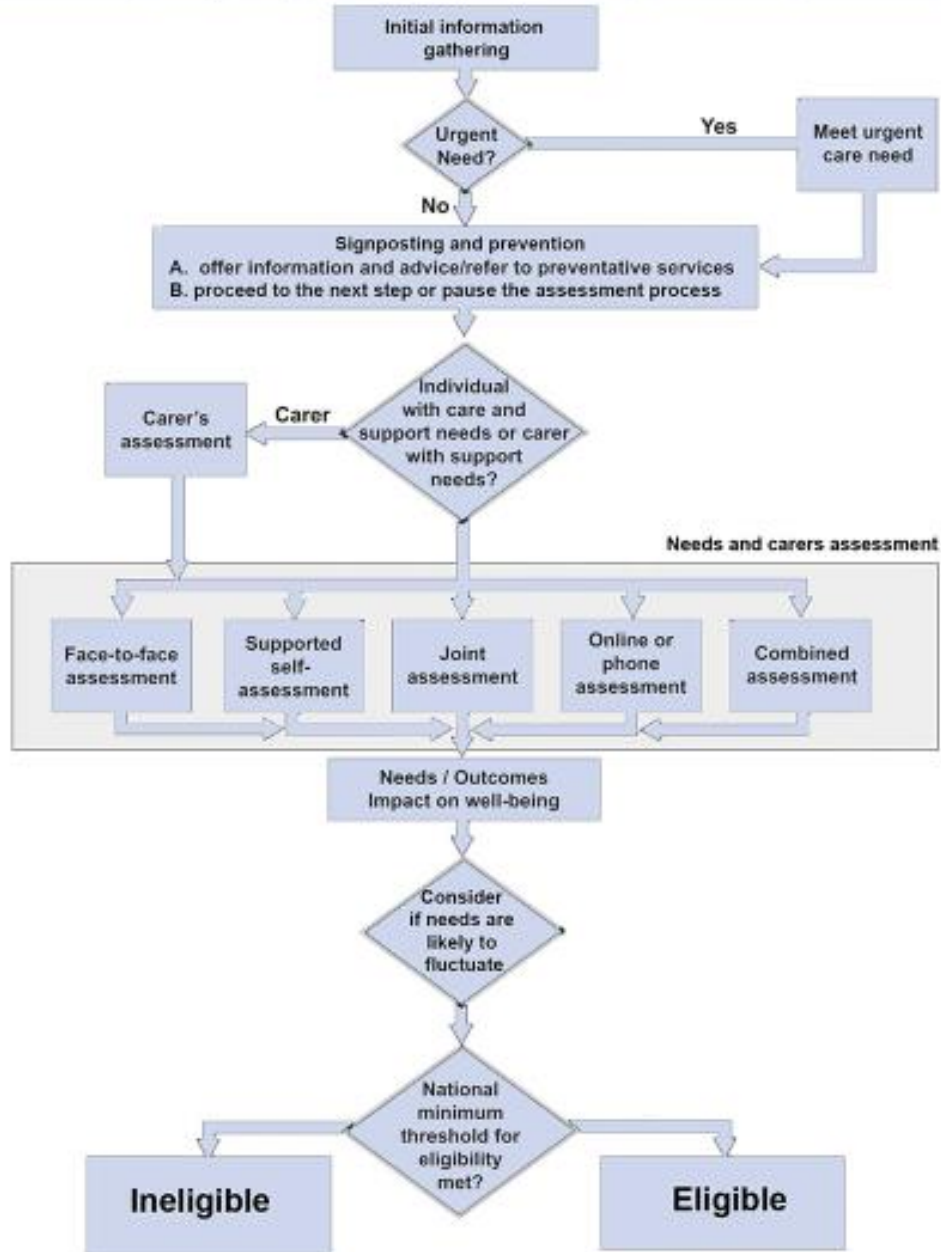 Initial information
gathering
Urgent
Need?
Yes
Meet urgent
care need
No
Signposting and prevention
A. offer information and advice/refer to preventative services
B. proceed to the next step or pause the assessment process
Individual
with care and
support needs or carer
with support
needs?
Carer
Carer's
assessment
Needs and carers assessment
Face-to-face
assessment
Supported
self-
assessment
Joint
assessment
Online or
phone
assessment
Combined
assessment
Needs / Outcomes
Impact on well-being
Consider
if needs are
likely to
fluctuate
National
minimum
threshold for
eligibility
met?
Ineligible
Eligible